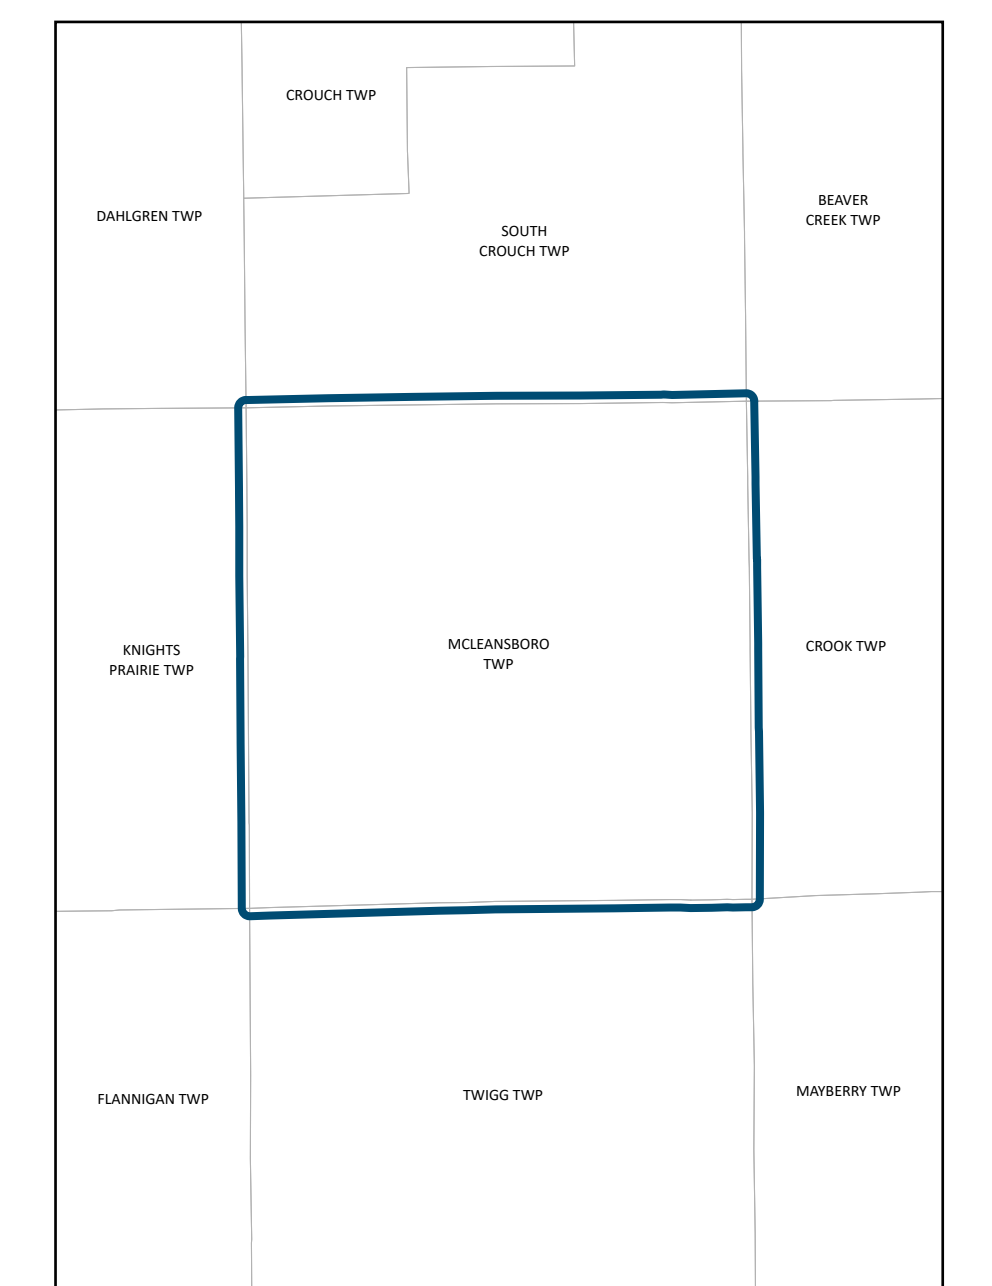 CROUCH TWP
DAHLGREN TWP
SOUTH
CROUCH TWP
BEAVER
CREEK TWP
KNIGHTS
PRAIRIE TWP
MCLEANSBORO
TWP
CROOK TWP
FLANNIGAN TWP
TWIGG TWP
MAYBERRY TWP